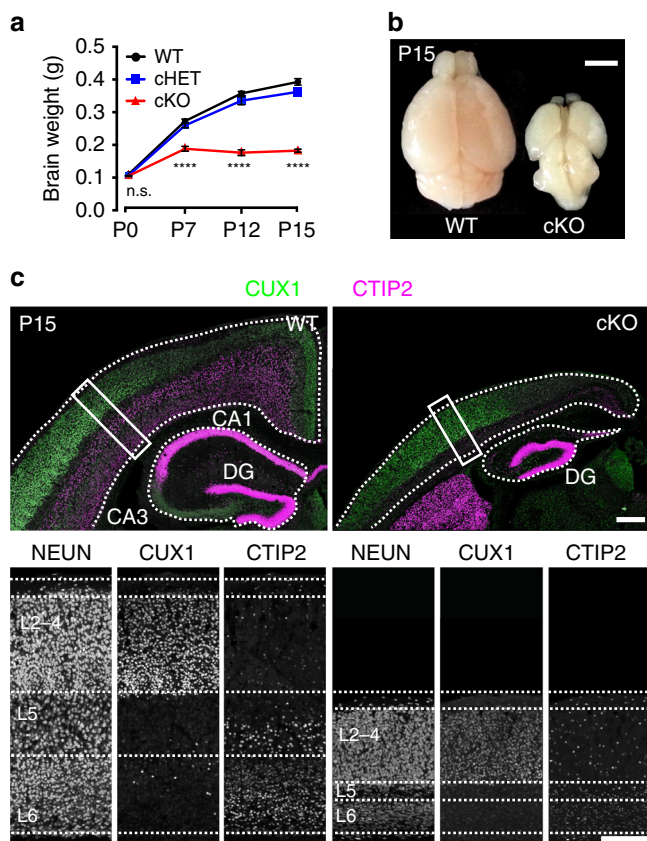 a
Brain weight (g)
0.5
0.4
0.3
0.2
0.1
0.0
WT
cHET
cKO
n.s.
****
****
****
P0 P7 P12 P15
b
P15
WT cKO
c
CUX1 CTIP2
P15 WT
CA1
DG
CA3
cKO
DG
NEUN CUX1 CTIP2 NEUN CUX1 CTIP2
L2–4
L5
L6
L2–4
L5
L6